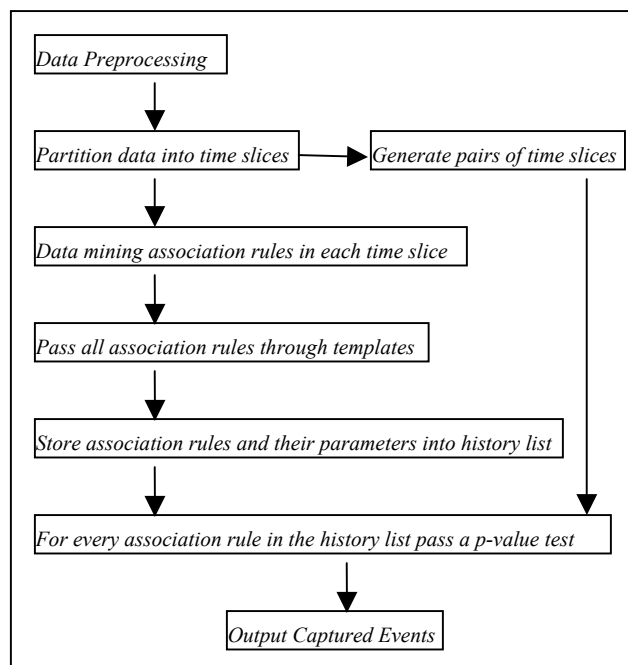 Data Preprocessing
Partition data into time slices
Generate pairs of time slices
Data mining association rules in each time slice
Pass all association rules through templates
Store association rules and their parameters into history list
For every association rule in the history list pass a p-value test
Output Captured Events